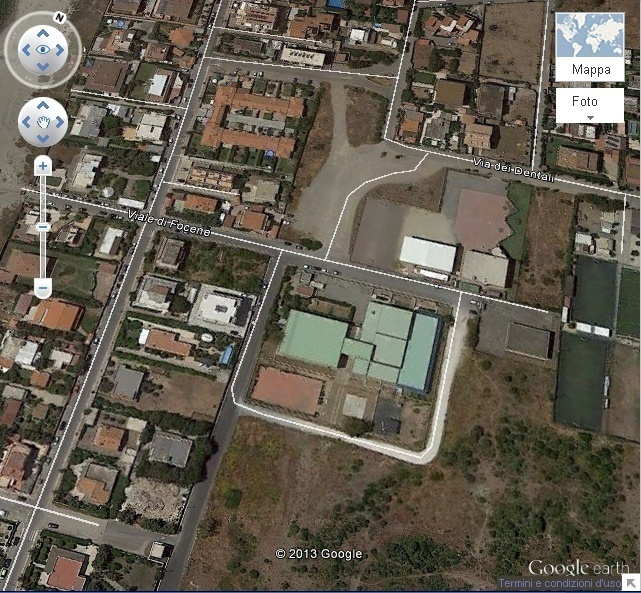 N
Mappa
Foto
Via dei Dentali
Viale di Focene
© 2013 Google
Google earth
Termini e condizioni d'uso